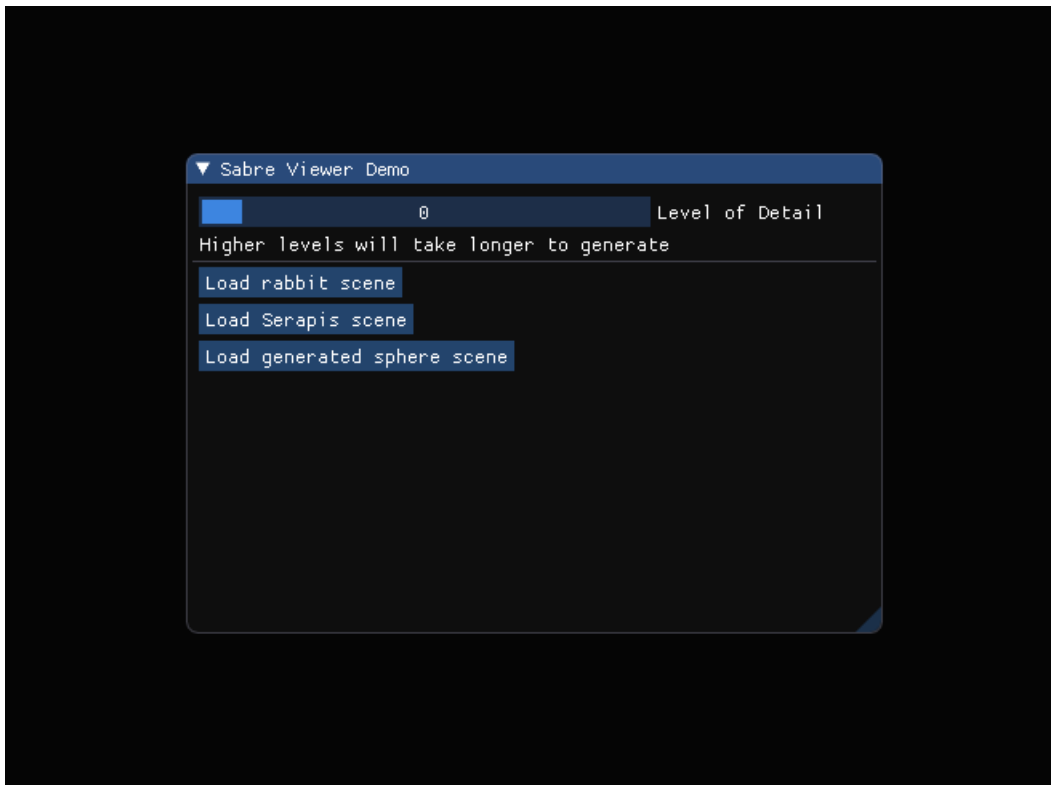 Sabre Viewer Demo
0 Level of Detail
Higher levels will take longer to generate
Load rabbit scene
Load Serapis scene
Load generated sphere scene